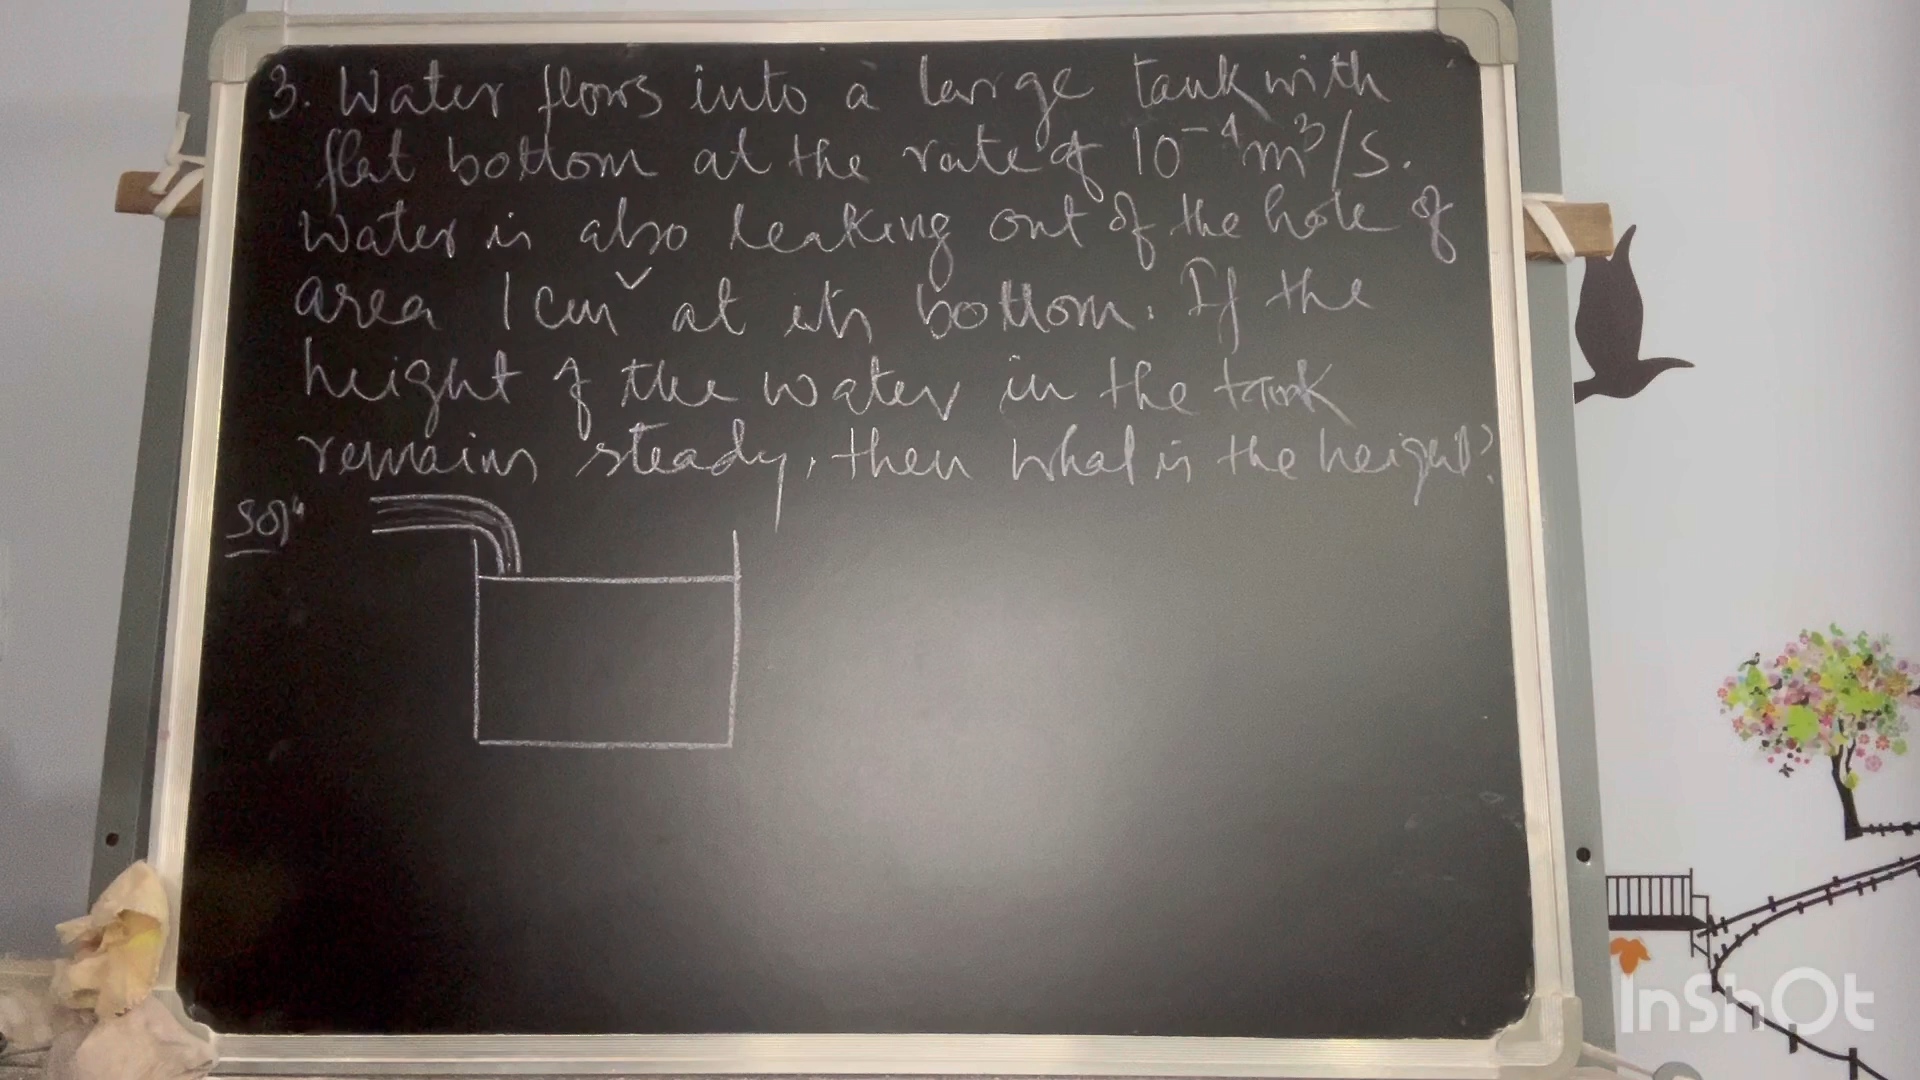 3. Water flows into a large tank with
flat bottom at the rate of 10⁻⁴ m³/s.
Water is also leaking out of the hole of
area 1 cm² at its bottom. If the
height of the water in the tank
remains steady, then what is the height?
Solⁿ
InShOt